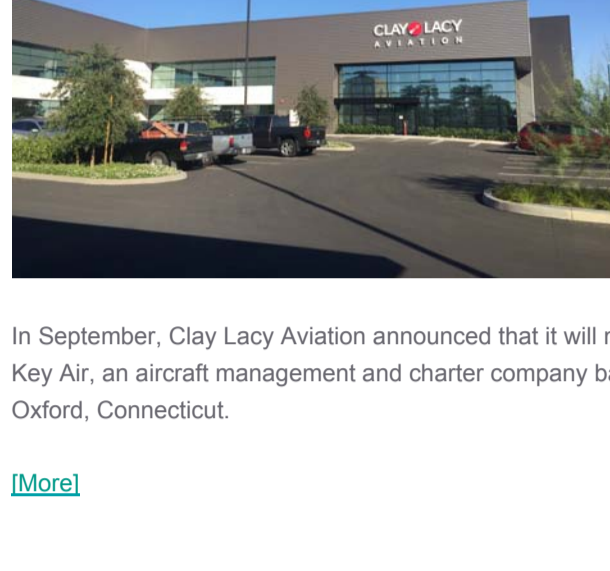 CLAY LACY
AVIATION
In September, Clay Lacy Aviation announced that it will
Key Air, an aircraft management and charter company
Oxford, Connecticut.
[More]